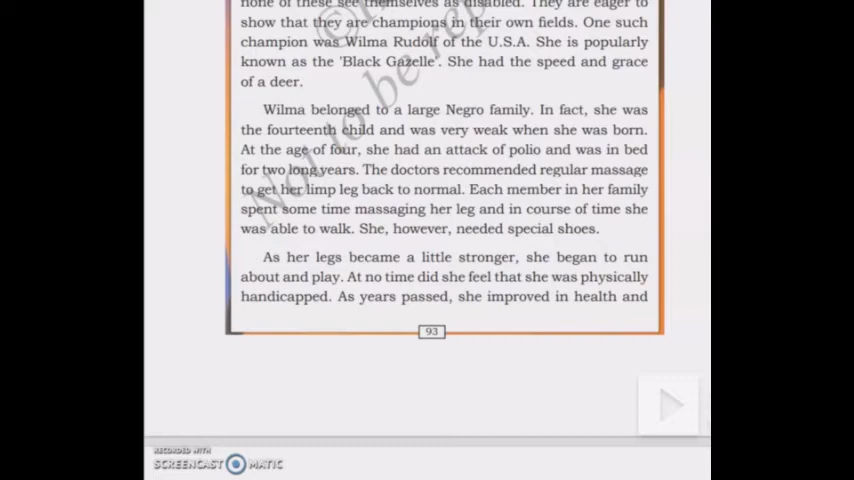 none of these see themselves as disabled. They are eager to
show that they are champions in their own fields. One such
champion was Wilma Rudolf of the U.S.A. She is popularly
known as the 'Black Gazelle'. She had the speed and grace
of a deer.
Wilma belonged to a large Negro family. In fact, she was
the fourteenth child and was very weak when she was born.
At the age of four, she had an attack of polio and was in bed
for two long years. The doctors recommended regular massage
to get her limp leg back to normal. Each member in her family
spent some time massaging her leg and in course of time she
was able to walk. She, however, needed special shoes.
As her legs became a little stronger, she began to run
about and play. At no time did she feel that she was physically
handicapped. As years passed, she improved in health and
93
Not to be rep
RECORDED WITH
SCREENCAST MATIC